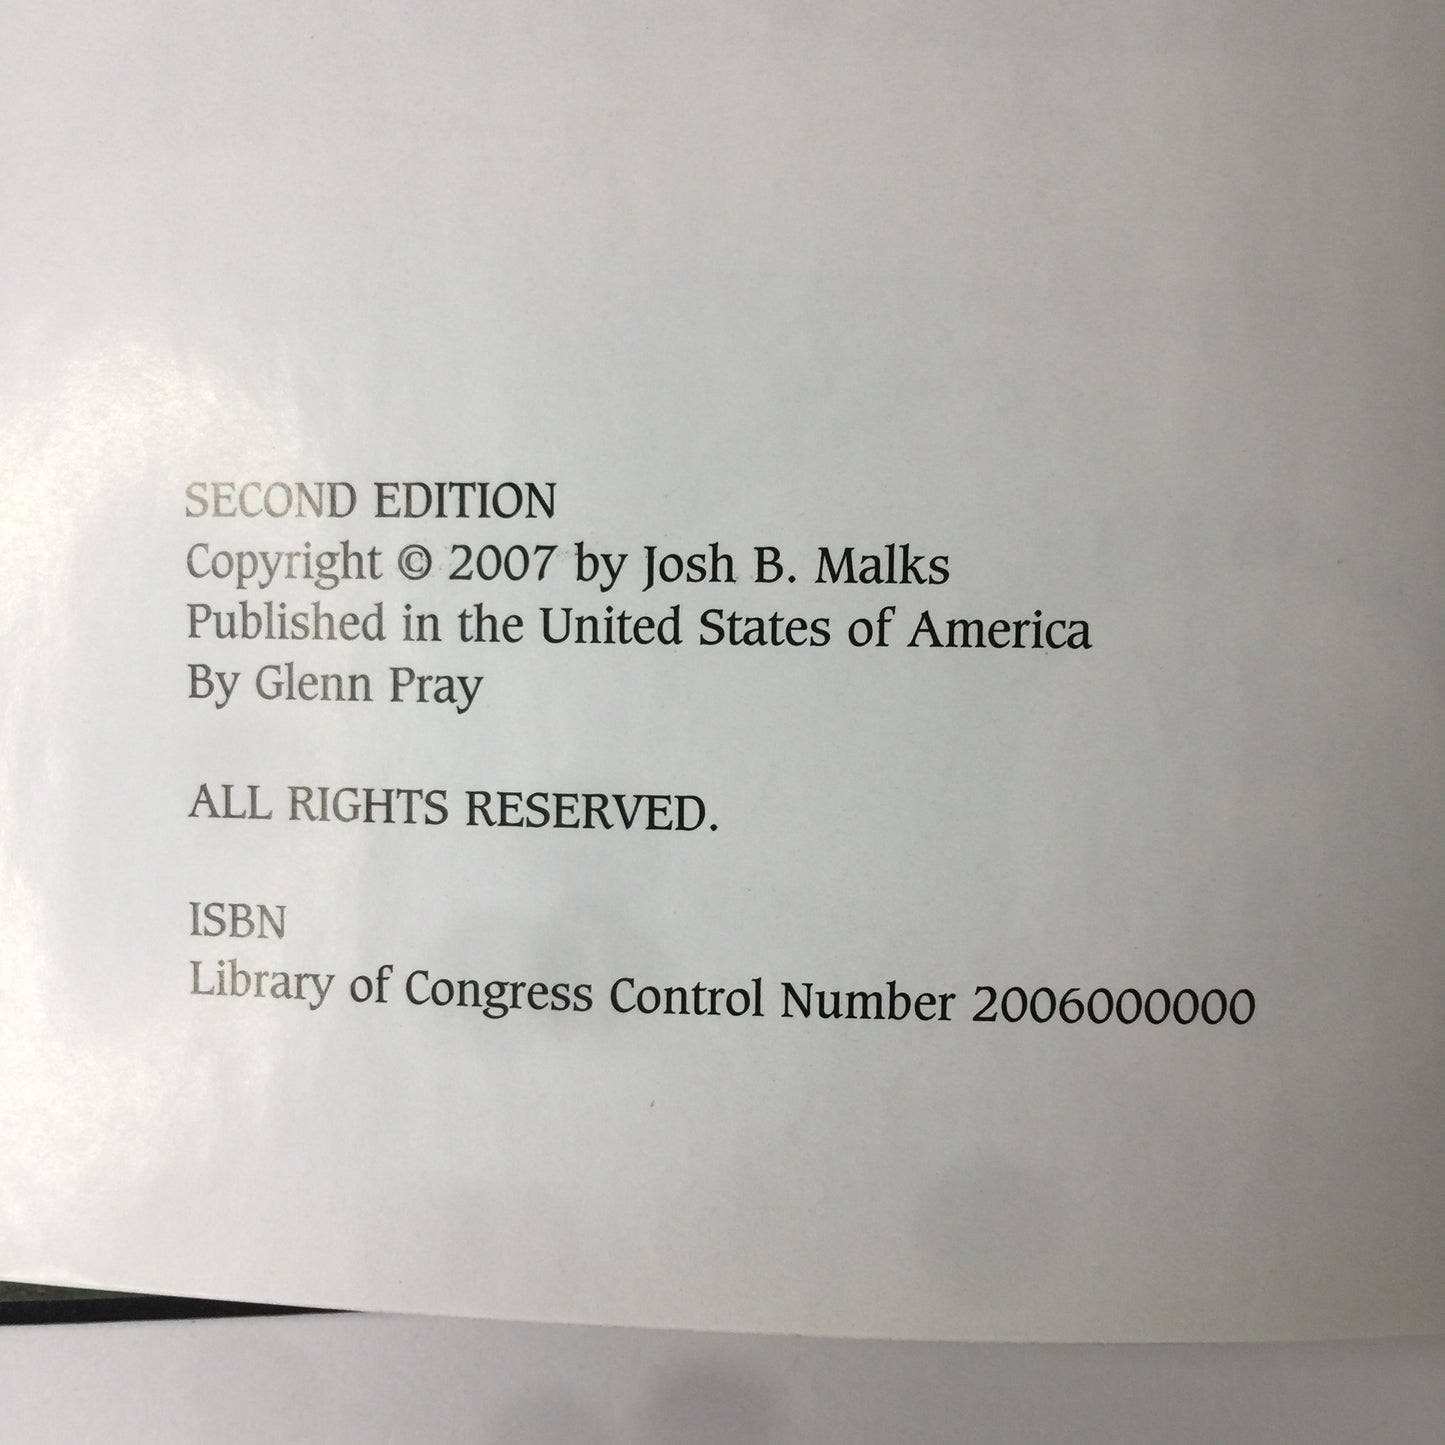 SECOND EDITION
Copyright © 2007 by Josh B. Malks
Published in the United States of America
By Glenn Pray
ALL RIGHTS RESERVED.
ISBN
Library of Congress Control Number 2006000000